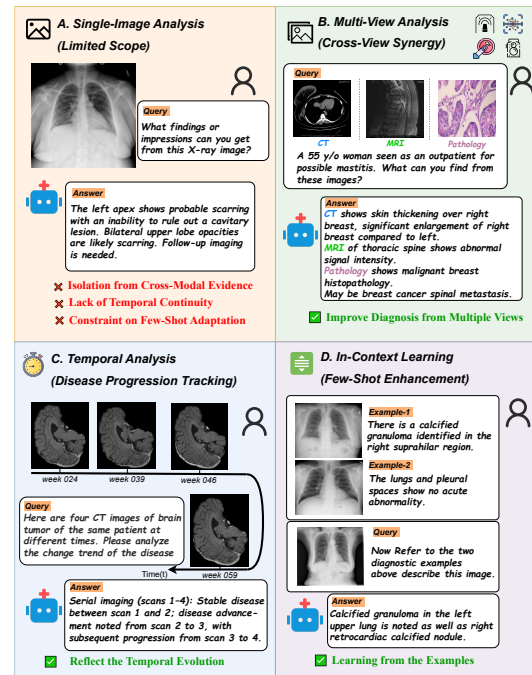 A. Single-Image Analysis
(Limited Scope)
Query
What findings or
impressions can you get
from this X-ray image?
Answer
The left apex shows probable scarring
with an inability to rule out a cavitary
lesion. Bilateral upper lobe opacities
are likely scarring. Follow-up imaging
is needed.
Isolation from Cross-Modal Evidence
Lack of Temporal Continuity
Constraint on Few-Shot Adaptation
B. Multi-View Analysis
(Cross-View Synergy)
Query
CT
MRI
Pathology
A 55 y/o woman seen as an outpatient for
possible mastitis. What can you find from
these images?
Answer
CT shows skin thickening over right
breast, significant enlargement of right
breast compared to left.
MRI of thoracic spine shows abnormal
signal intensity.
Pathology shows malignant breast
histopathology.
May be breast cancer spinal metastasis.
Improve Diagnosis from Multiple Views
C. Temporal Analysis
(Disease Progression Tracking)
week 024
week 039
week 046
Query
Here are four CT images of brain
tumor of the same patient at
different times. Please analyze
the change trend of the disease
Time(t)
week 059
Answer
Serial imaging (scans 1-4): Stable disease
between scan 1 and 2; disease advance-
ment noted from scan 2 to 3, with
subsequent progression from scan 3 to 4.
Reflect the Temporal Evolution
D. In-Context Learning
(Few-Shot Enhancement)
Example-1
There is a calcified
granuloma identified in the
right suprahilar region.
Example-2
The lungs and pleural
spaces show no acute
abnormality.
Query
Now Refer to the two
diagnostic examples
above describe this image.
Answer
Calcified granuloma in the left
upper lung is noted as well as right
retrocardiac calcified nodule.
Learning from the Examples